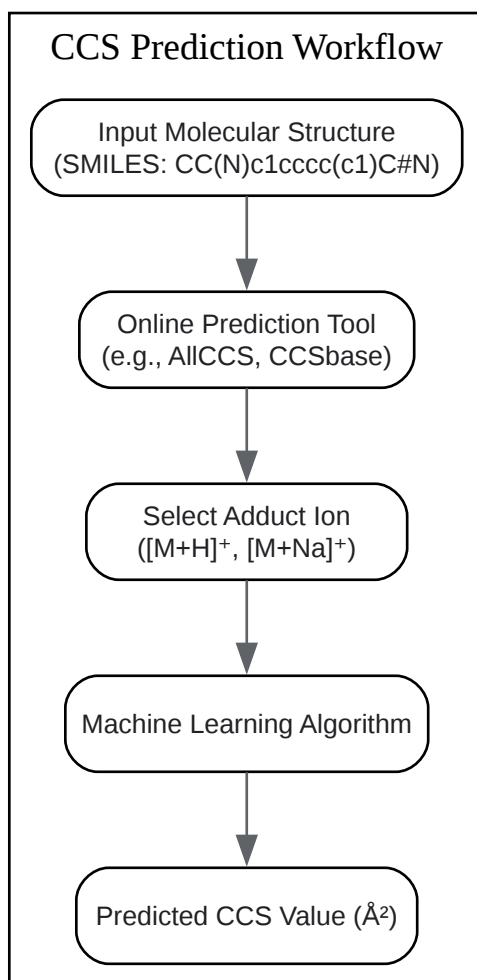 CCS Prediction Workflow
Input Molecular Structure
(SMILES: CC(N)c1cccc(c1)C#N)
Online Prediction Tool
(e.g., AllCCS, CCSbase)
Select Adduct Ion
([M+H]⁺, [M+Na]⁺)
Machine Learning Algorithm
Predicted CCS Value (Å²)